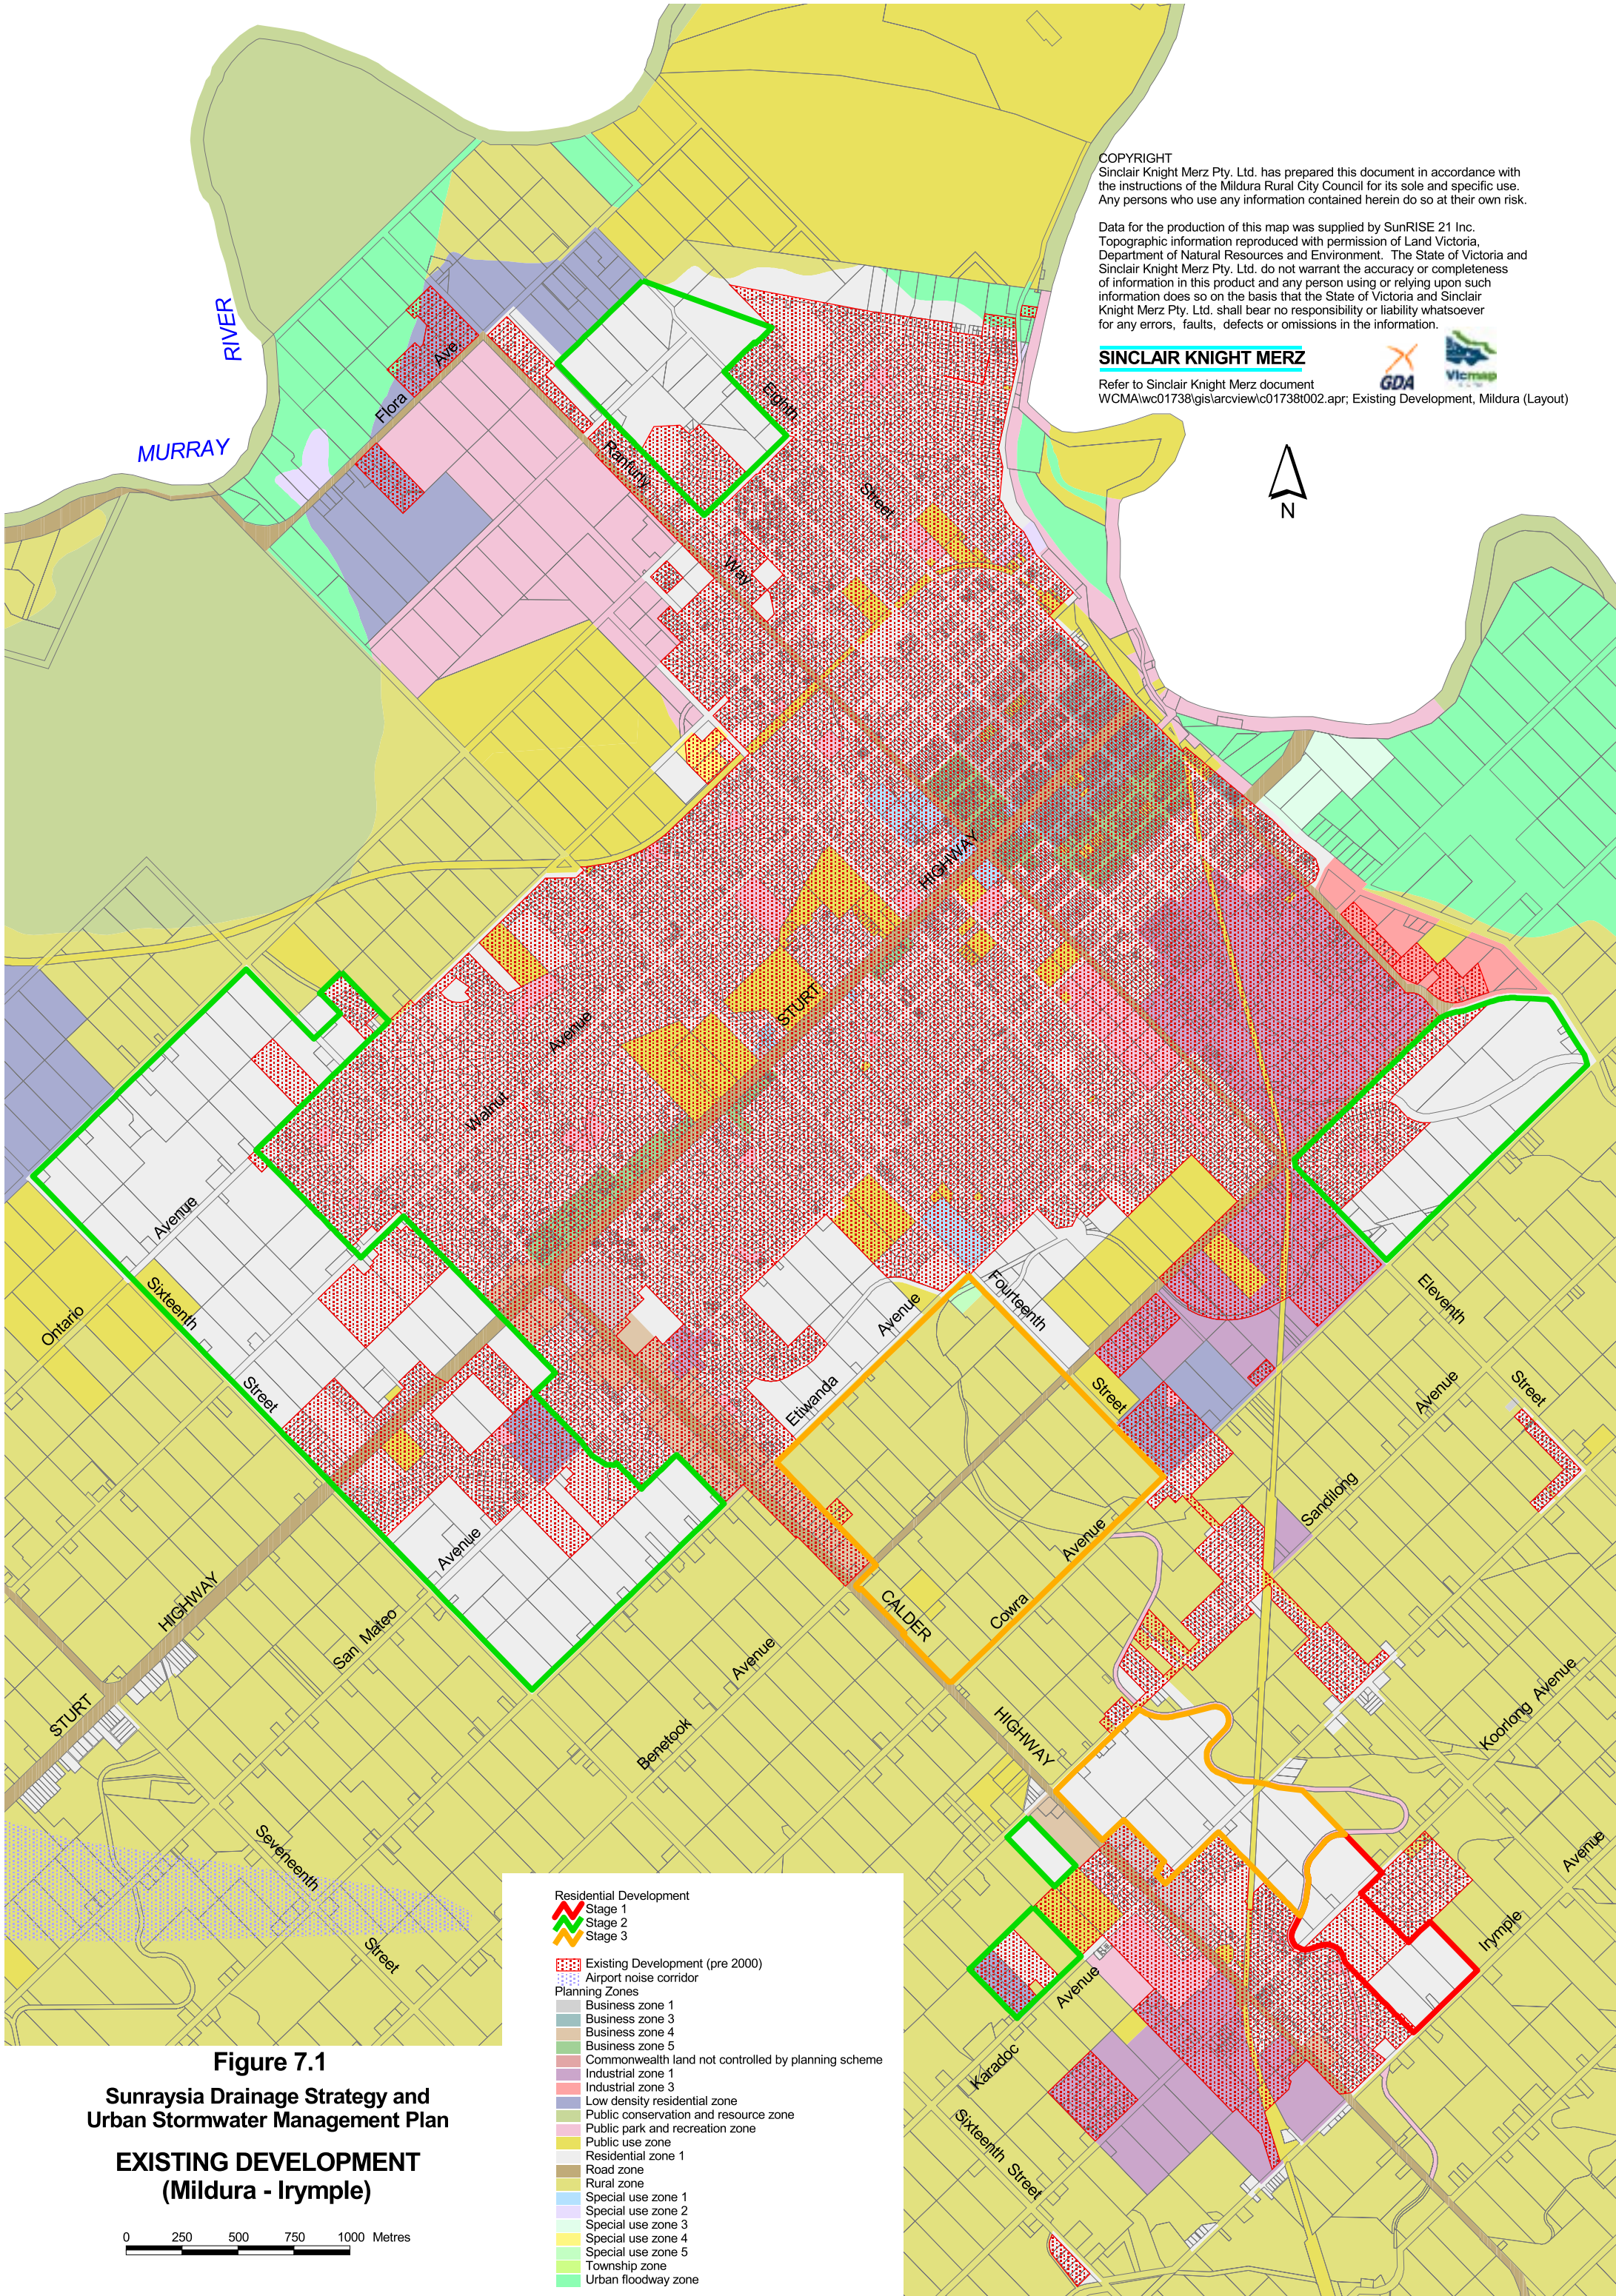 COPYRIGHT
Sinclair Knight Merz Pty. Ltd. has prepared this document in accordance with
the instructions of the Mildura Rural City Council for its sole and specific use.
Any persons who use any information contained herein do so at their own risk.
Data for the production of this map was supplied by SunRISE 21 Inc.
Topographic information reproduced with permission of Land Victoria,
Department of Natural Resources and Environment.  The State of Victoria and
Sinclair Knight Merz Pty. Ltd. do not warrant the accuracy or completeness
of information in this product and any person using or relying upon such
information does so on the basis that the State of Victoria and Sinclair
Knight Merz Pty. Ltd. shall bear no responsibility or liability whatsoever
for any errors,  faults,  defects or omissions in the information.
SINCLAIR KNIGHT MERZ
GDA
Vicmap
Refer to Sinclair Knight Merz document
WCMA\wc01738\gis\arcview\c01738t002.apr; Existing Development, Mildura (Layout)
N
RIVER
MURRAY
Flora
Ave
Ranfurly
Way
Eighth
Street
HIGHWAY
STURT
Walnut
Avenue
Avenue
Ontario
Sixteenth
Street
Etiwanda
Avenue
Fourteenth
Street
Eleventh
Street
Sandilong
Avenue
HIGHWAY
STURT
San Mateo
Avenue
Benetook
Avenue
CALDER
HIGHWAY
Cowra
Avenue
Koorlong Avenue
Irymple
Avenue
Seveneenth
Street
Karadoc
Avenue
Sixteenth Street
Residential Development
Stage 1
Stage 2
Stage 3
Existing Development (pre 2000)
Airport noise corridor
Planning Zones
Business zone 1
Business zone 3
Business zone 4
Business zone 5
Commonwealth land not controlled by planning scheme
Industrial zone 1
Industrial zone 3
Low density residential zone
Public conservation and resource zone
Public park and recreation zone
Public use zone
Residential zone 1
Road zone
Rural zone
Special use zone 1
Special use zone 2
Special use zone 3
Special use zone 4
Special use zone 5
Township zone
Urban floodway zone
Figure 7.1
Sunraysia Drainage Strategy and
Urban Stormwater Management Plan
EXISTING DEVELOPMENT
(Mildura - Irymple)
0 250 500 750 1000 Metres